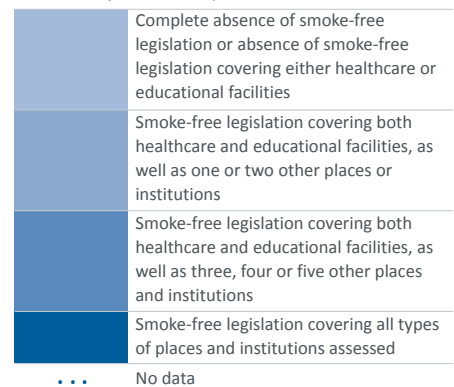 Complete absence of smoke-free
legislation or absence of smoke-free
legislation covering either healthcare or
educational facilities
Smoke-free legislation covering both
healthcare and educational facilities, as
well as one or two other places or
institutions
Smoke-free legislation covering both
healthcare and educational facilities, as
well as three, four or five other places
and institutions
Smoke-free legislation covering all types
of places and institutions assessed
... No data